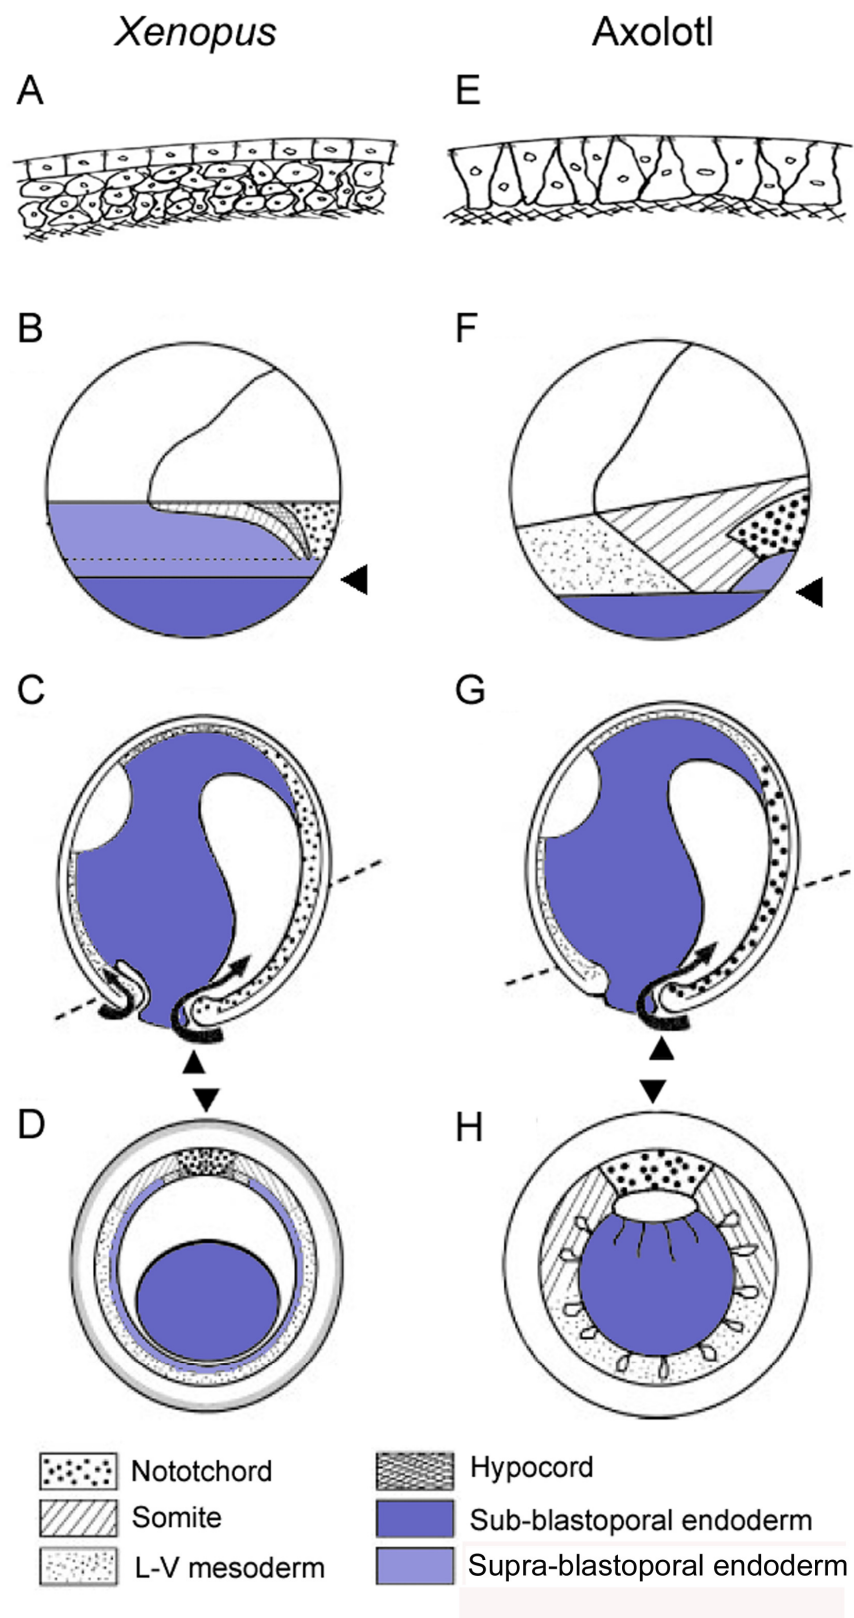 Xenopus Axolotl
A E
B F
C G
D H
Nototchord Hypocord
Somite Sub-blastoporal endoderm
L-V mesoderm Supra-blastoporal endoderm